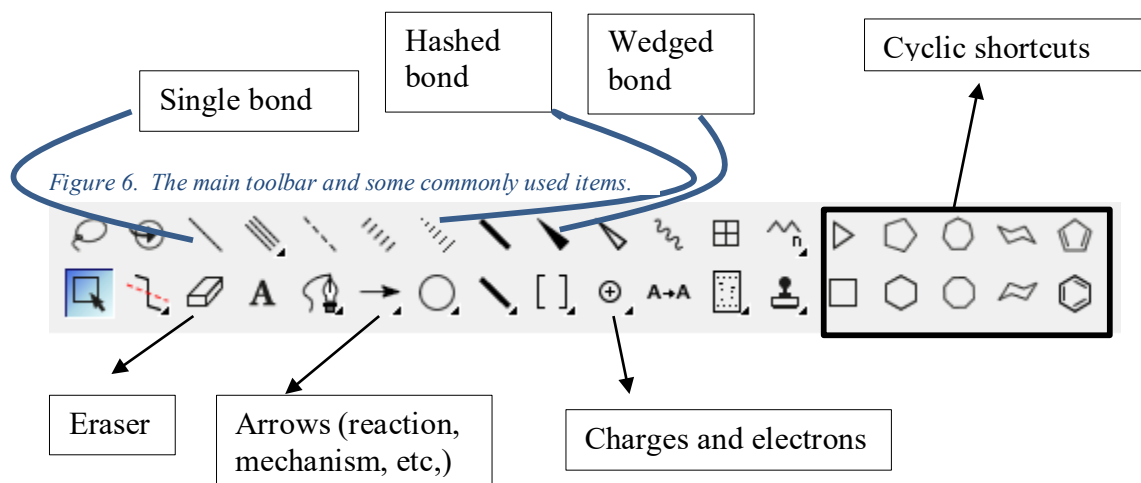 Hashed
bond
Wedged
bond
Cyclic shortcuts
Single bond
Figure 6. The main toolbar and some commonly used items.
n
A
[ ]
A→A
Eraser
Arrows (reaction,
mechanism, etc,)
Charges and electrons